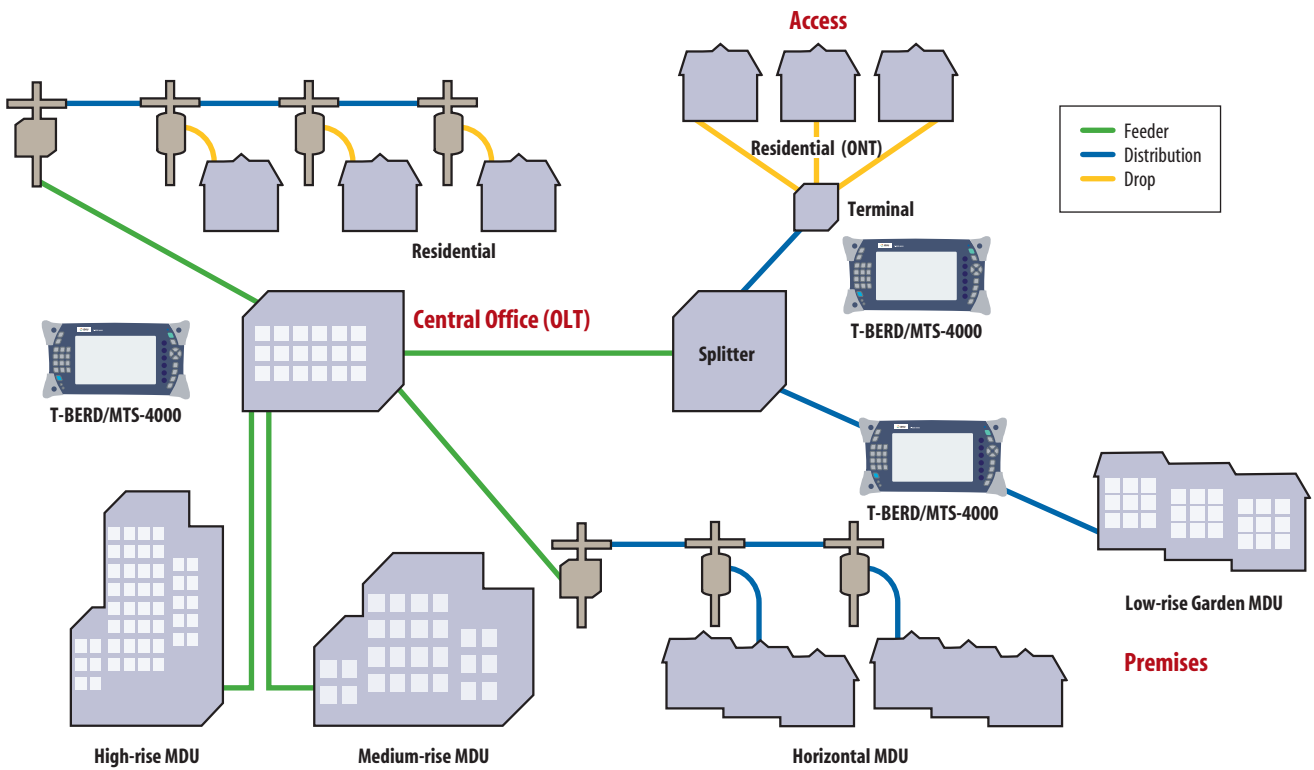 Access
Feeder
Distribution
Drop
Residential (ONT)
Terminal
Residential
Central Office (OLT)
T-BERD/MTS-4000
Splitter
T-BERD/MTS-4000
T-BERD/MTS-4000
Low-rise Garden MDU
Premises
High-rise MDU
Medium-rise MDU
Horizontal MDU